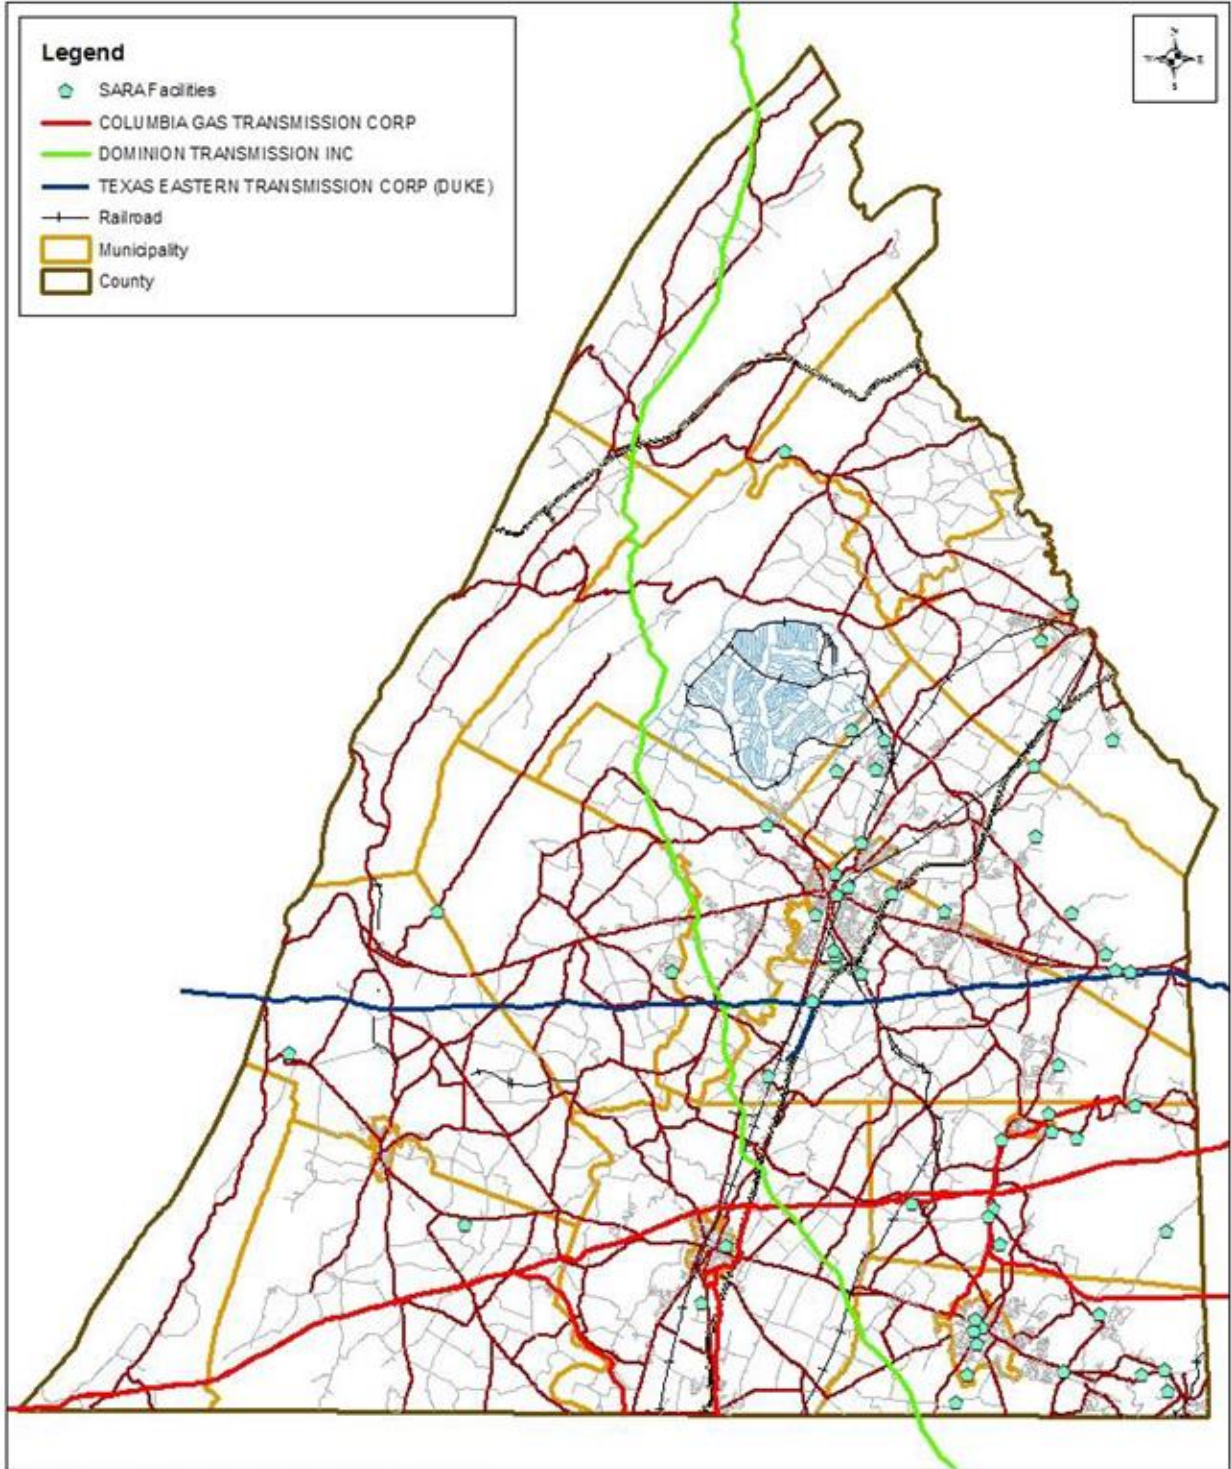 Legend
SARA Facilities
COLUMBIA GAS TRANSMISSION CORP
DOMINION TRANSMISSION INC
TEXAS EASTERN TRANSMISSION CORP (DUKE)
Railroad
Municipality
County
N
W E
S